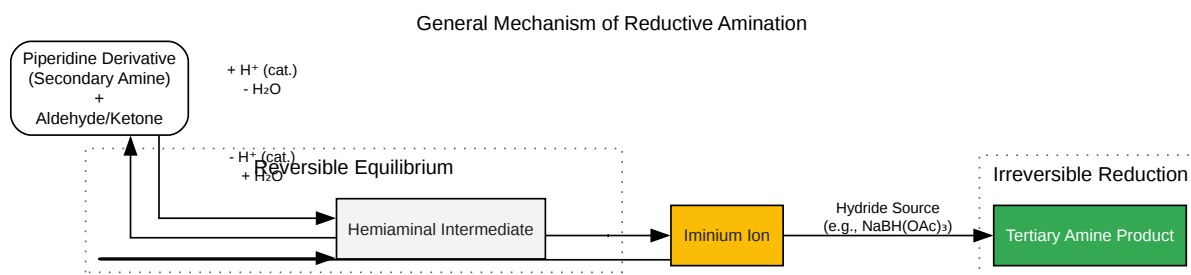 General Mechanism of Reductive Amination
Piperidine Derivative
(Secondary Amine)
+
Aldehyde/Ketone
+ H⁺ (cat.)
- H₂O
- H⁺ (cat.)
+ H₂O
Reversible Equilibrium
Hemiaminal Intermediate
Iminium Ion
Hydride Source
(e.g., NaBH(OAc)₃)
Irreversible Reduction
Tertiary Amine Product